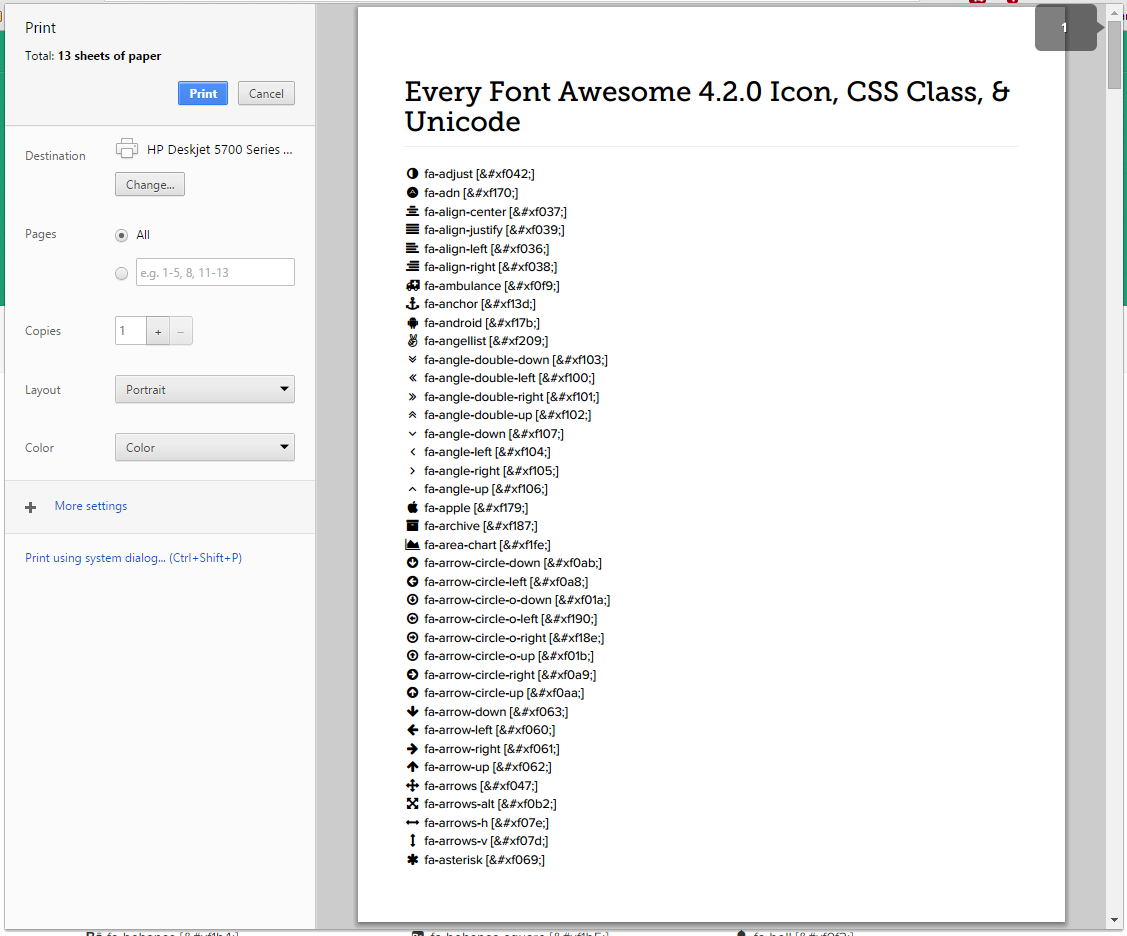 Print
Total: 13 sheets of paper
Print Cancel
Destination HP Deskjet 5700 Series ...
Change...
Pages All
e.g. 1-5, 8, 11-13
Copies 1 + –
Layout Portrait
Color Color
More settings
Print using system dialog... (Ctrl+Shift+P)
1
Every Font Awesome 4.2.0 Icon, CSS Class, &
Unicode
fa-adjust [&#xf042;]
fa-adn [&#xf170;]
fa-align-center [&#xf037;]
fa-align-justify [&#xf039;]
fa-align-left [&#xf036;]
fa-align-right [&#xf038;]
fa-ambulance [&#xf0f9;]
fa-anchor [&#xf13d;]
fa-android [&#xf17b;]
fa-angellist [&#xf209;]
fa-angle-double-down [&#xf103;]
fa-angle-double-left [&#xf100;]
fa-angle-double-right [&#xf101;]
fa-angle-double-up [&#xf102;]
fa-angle-down [&#xf107;]
fa-angle-left [&#xf104;]
fa-angle-right [&#xf105;]
fa-angle-up [&#xf106;]
fa-apple [&#xf179;]
fa-archive [&#xf187;]
fa-area-chart [&#xf1fe;]
fa-arrow-circle-down [&#xf0ab;]
fa-arrow-circle-left [&#xf0a8;]
fa-arrow-circle-o-down [&#xf01a;]
fa-arrow-circle-o-left [&#xf190;]
fa-arrow-circle-o-right [&#xf18e;]
fa-arrow-circle-o-up [&#xf01b;]
fa-arrow-circle-right [&#xf0a9;]
fa-arrow-circle-up [&#xf0aa;]
fa-arrow-down [&#xf063;]
fa-arrow-left [&#xf060;]
fa-arrow-right [&#xf061;]
fa-arrow-up [&#xf062;]
fa-arrows [&#xf047;]
fa-arrows-alt [&#xf0b2;]
fa-arrows-h [&#xf07e;]
fa-arrows-v [&#xf07d;]
fa-asterisk [&#xf069;]